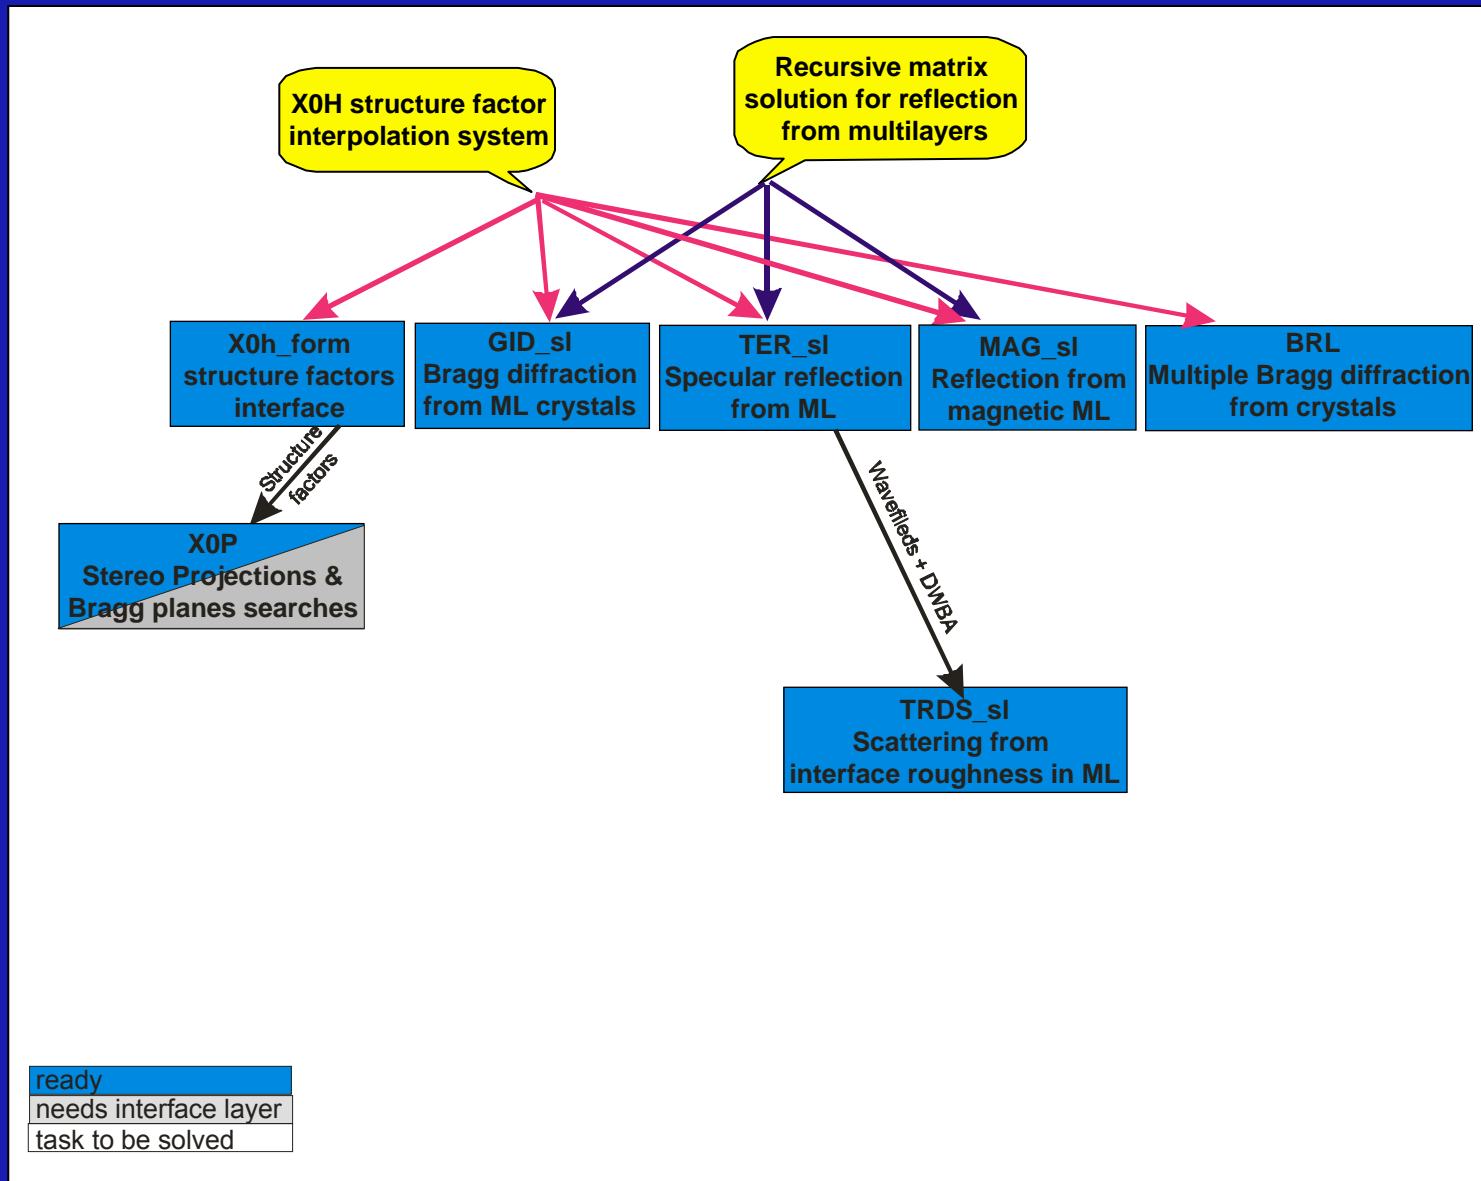 X0H structure factor
interpolation system
Recursive matrix
solution for reflection
from multilayers
X0h_form
structure factors
interface
GID_sl
Bragg diffraction
from ML crystals
TER_sl
Specular reflection
from ML
MAG_sl
Reflection from
magnetic ML
BRL
Multiple Bragg diffraction
from crystals
Structure
factors
Wavefileds + DWBA
X0P
Stereo Projections &
Bragg planes searches
TRDS_sl
Scattering from
interface roughness in ML
ready
needs interface layer
task to be solved